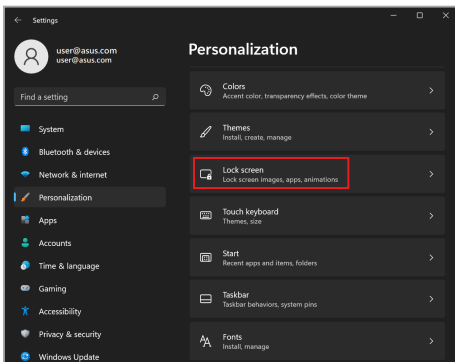 Settings
user@asus.com
user@asus.com
Find a setting
System
Bluetooth & devices
Network & internet
Personalization
Apps
Accounts
Time & language
Gaming
Accessibility
Privacy & security
Windows Update
Personalization
Colors
Accent color, transparency effects, color theme
Themes
Install, create, manage
Lock screen
Lock screen images, apps, animations
Touch keyboard
Themes, size
Start
Recent apps and items, folders
Taskbar
Taskbar behaviors, system pins
Fonts
Install, manage